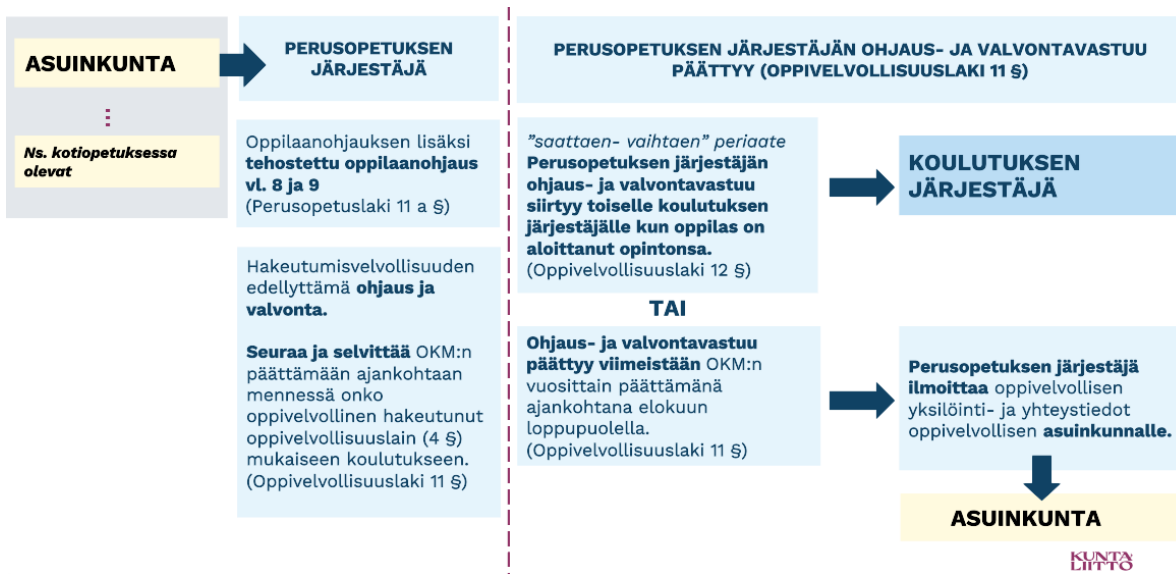 ASUINKUNTA
Ns. kotiopetuksessa
olevat
PERUSOPETUKSEN
JÄRJESTÄJÄ
Oppilaanohjauksen lisäksi
tehostettu oppilaanohjaus
vl. 8 ja 9
(Perusopetuslaki 11 a §)
Hakeutumisvelvollisuuden
edellyttämä ohjaus ja
valvonta.
Seuraa ja selvittää OKM:n
päättämään ajankohtaan
mennessä onko
oppivelvollinen hakeutunut
oppivelvollisuuslain (4 §)
mukaiseen koulutukseen.
(Oppivelvollisuuslaki 11 §)
PERUSOPETUKSEN JÄRJESTÄJÄN OHJAUS- JA VALVONTAVASTUU
PÄÄTTYY (OPPIVELVOLLISUUSLAKI 11 §)
"saattaen- vaihtaen" periaate
Perusopetuksen järjestäjän
ohjaus- ja valvontavastuu
siirtyy toiselle koulutuksen
järjestäjälle kun oppilas on
aloittanut opintonsa.
(Oppivelvollisuuslaki 12 §)
KOULUTUKSEN
JÄRJESTÄJÄ
TAI
Ohjaus- ja valvontavastuu
päättyy viimeistään OKM:n
vuosittain päättämänä
ajankohtana elokuun
loppupuolella.
(Oppivelvollisuuslaki 11 §)
Perusopetuksen järjestäjä
ilmoittaa oppivelvollisen
yksilöinti- ja yhteystiedot
oppivelvollisen asuinkunnalle.
ASUINKUNTA
KUNTA
LIITTO